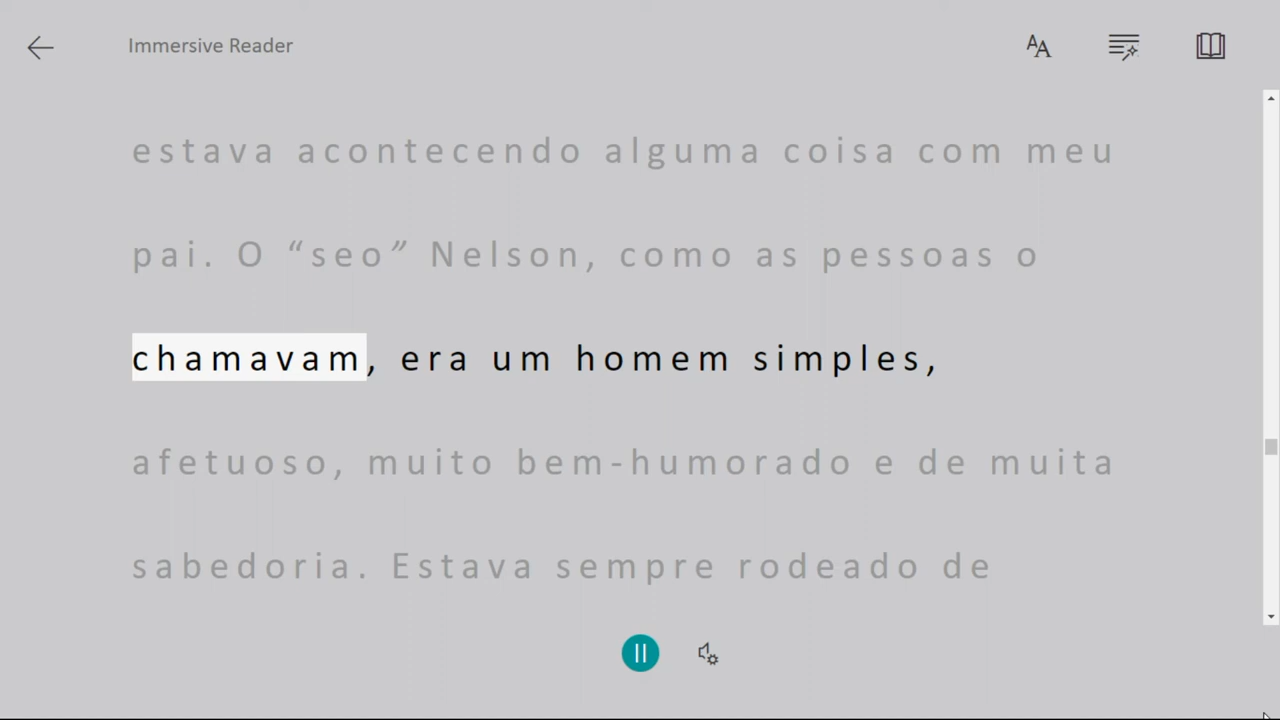 Immersive Reader
estava acontecendo alguma coisa com meu
pai. O “seo” Nelson, como as pessoas o
chamavam, era um homem simples,
afetuoso, muito bem-humorado e de muita
sabedoria. Estava sempre rodeado de